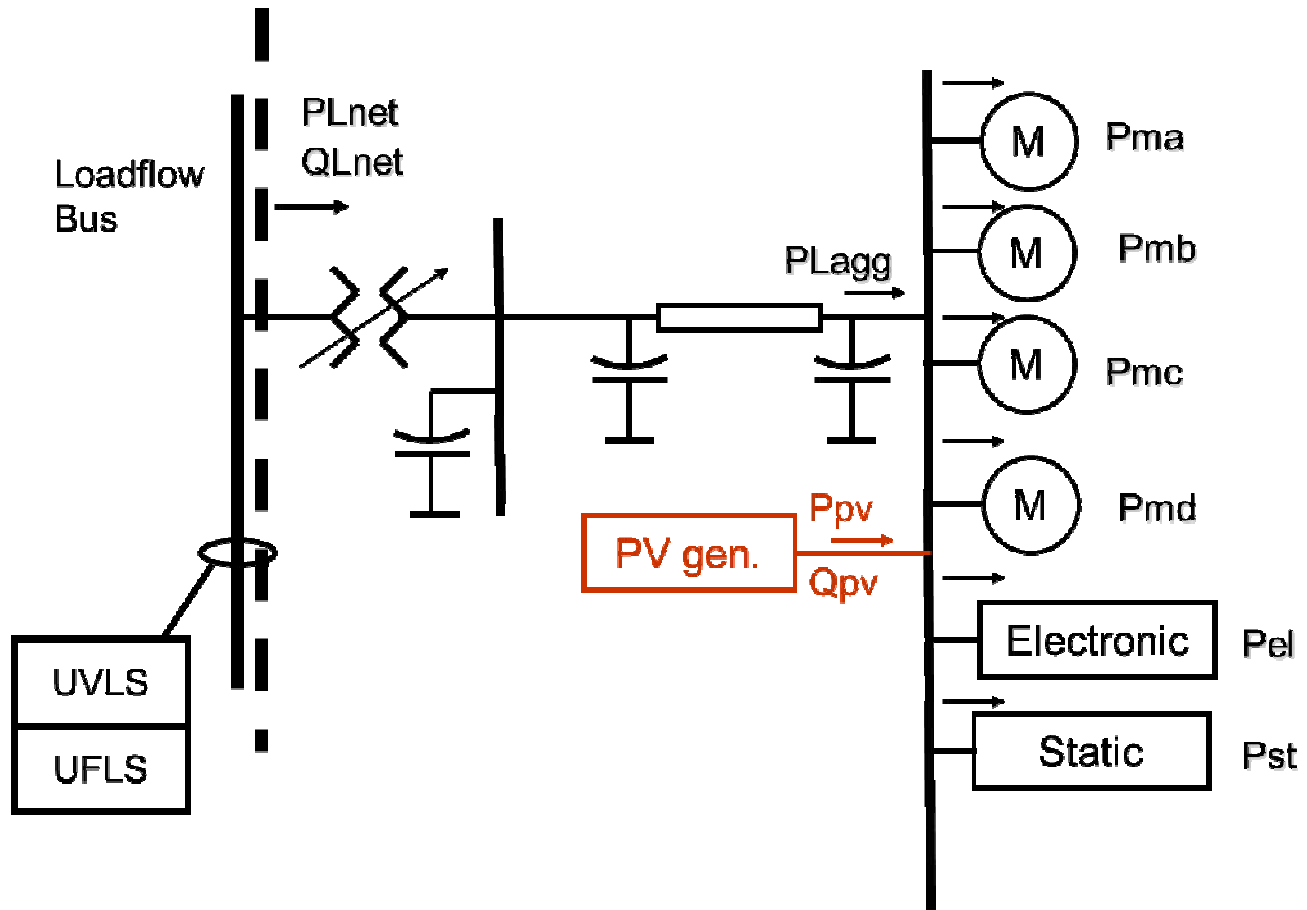 PLnet
QLnet
Loadflow
Bus
PLagg
M
Pma
M
Pmb
M
Pmc
M
Pmd
Ppv
PV gen.
Qpv
Electronic
Pel
Static
Pst
UVLS
UFLS